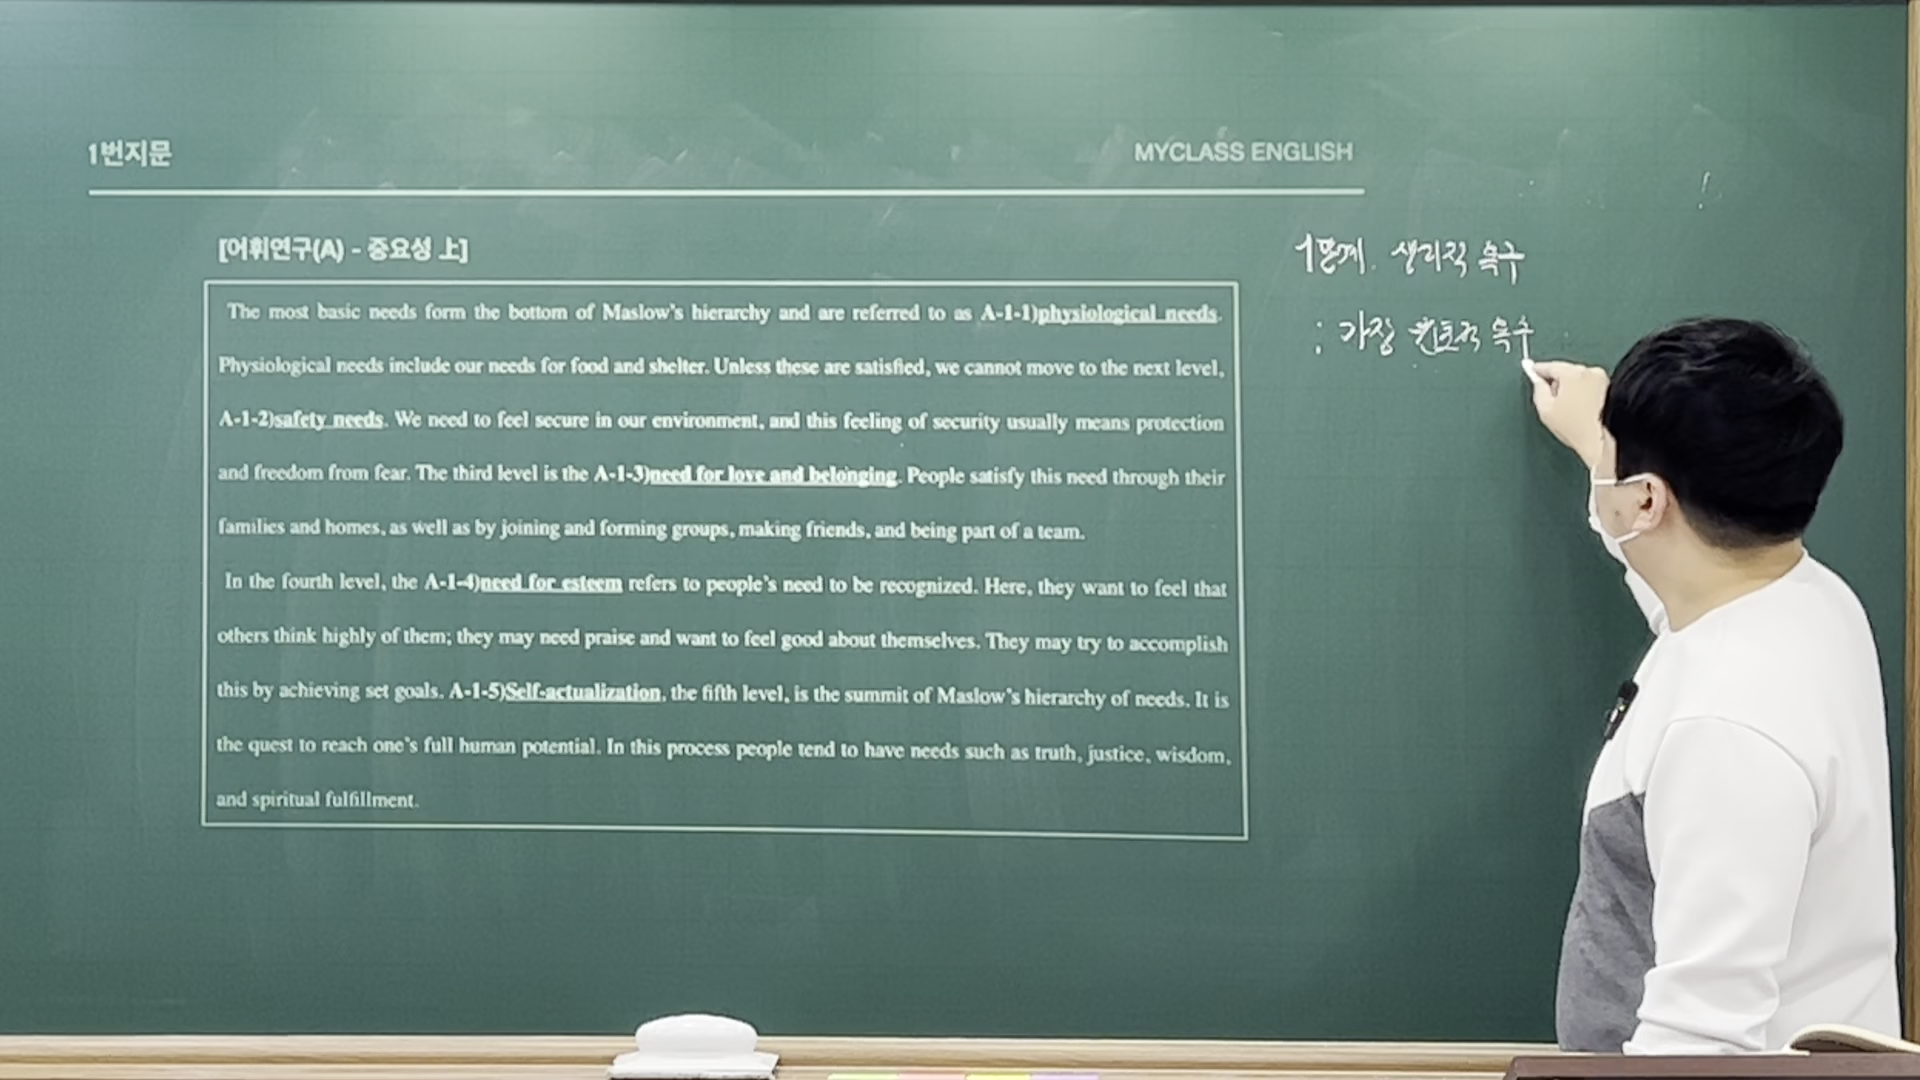 1번지문
MYCLASS ENGLISH
[어휘연구(A) - 중요성 上]
The most basic needs form the bottom of Maslow's hierarchy and are referred to as A-1-1)physiological needs.
Physiological needs include our needs for food and shelter. Unless these are satisfied, we cannot move to the next level,
A-1-2)safety needs. We need to feel secure in our environment, and this feeling of security usually means protection
and freedom from fear. The third level is the A-1-3)need for love and belonging. People satisfy this need through their
families and homes, as well as by joining and forming groups, making friends, and being part of a team.
In the fourth level, the A-1-4)need for esteem refers to people's need to be recognized. Here, they want to feel that
others think highly of them; they may need praise and want to feel good about themselves. They may try to accomplish
this by achieving set goals. A-1-5)Self-actualization, the fifth level, is the summit of Maslow's hierarchy of needs. It is
the quest to reach one's full human potential. In this process people tend to have needs such as truth, justice, wisdom,
and spiritual fulfillment.
1단계. 생리적 욕구
: 가장 욕구